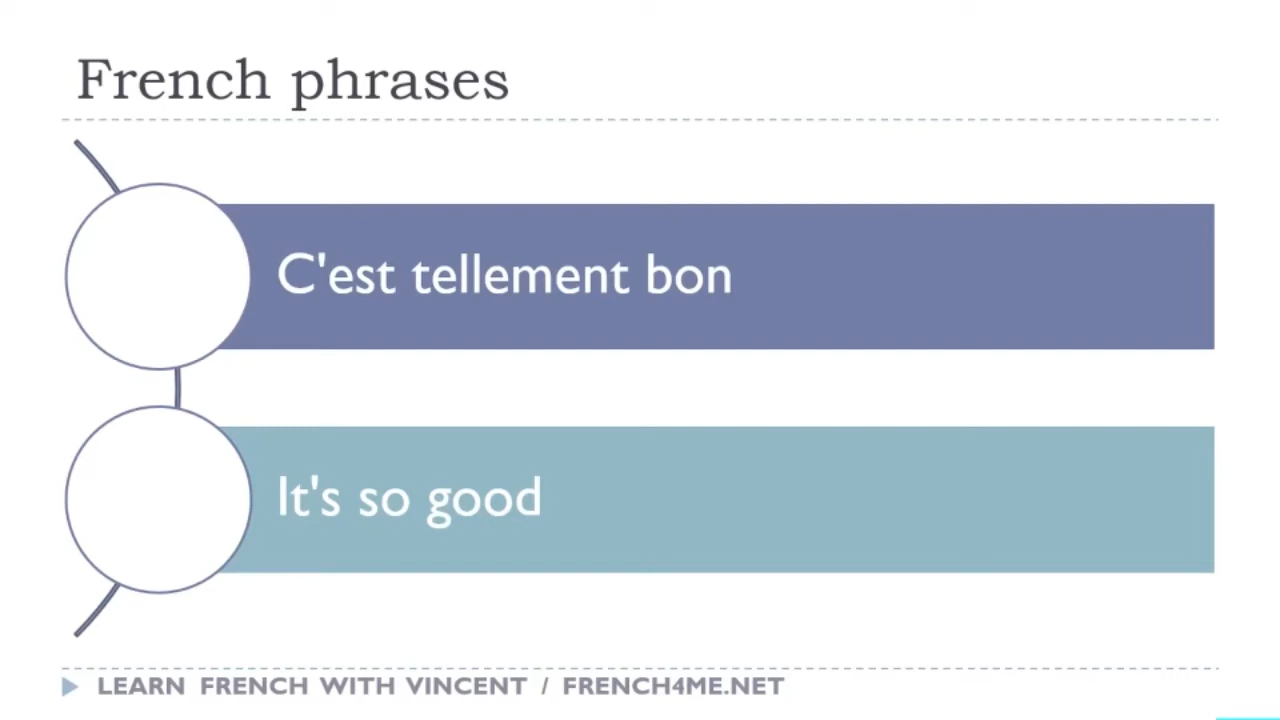 French phrases
C'est tellement bon
It's so good
LEARN FRENCH WITH VINCENT / FRENCH4ME.NET